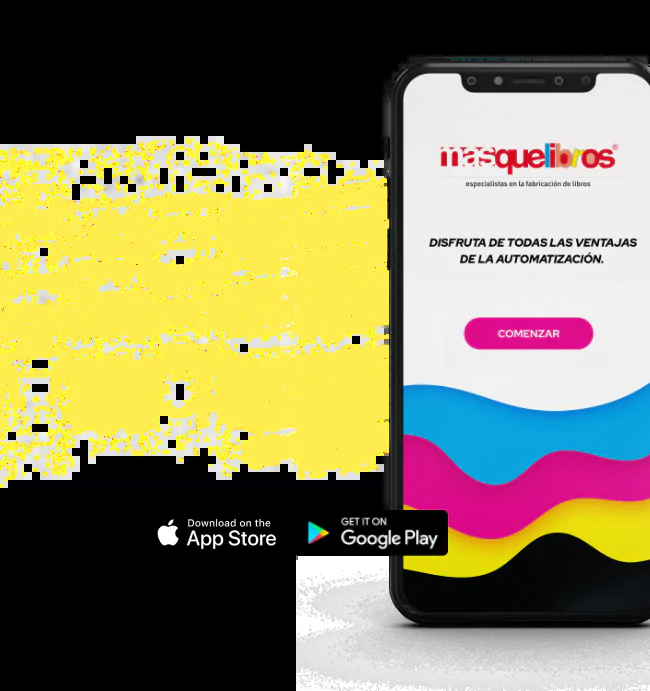 masquelibros®
especialistas en la fabricación de libros
DISFRUTA DE TODAS LAS VENTAJAS
DE LA AUTOMATIZACIÓN.
COMENZAR
Download on the
App Store
GET IT ON
Google Play